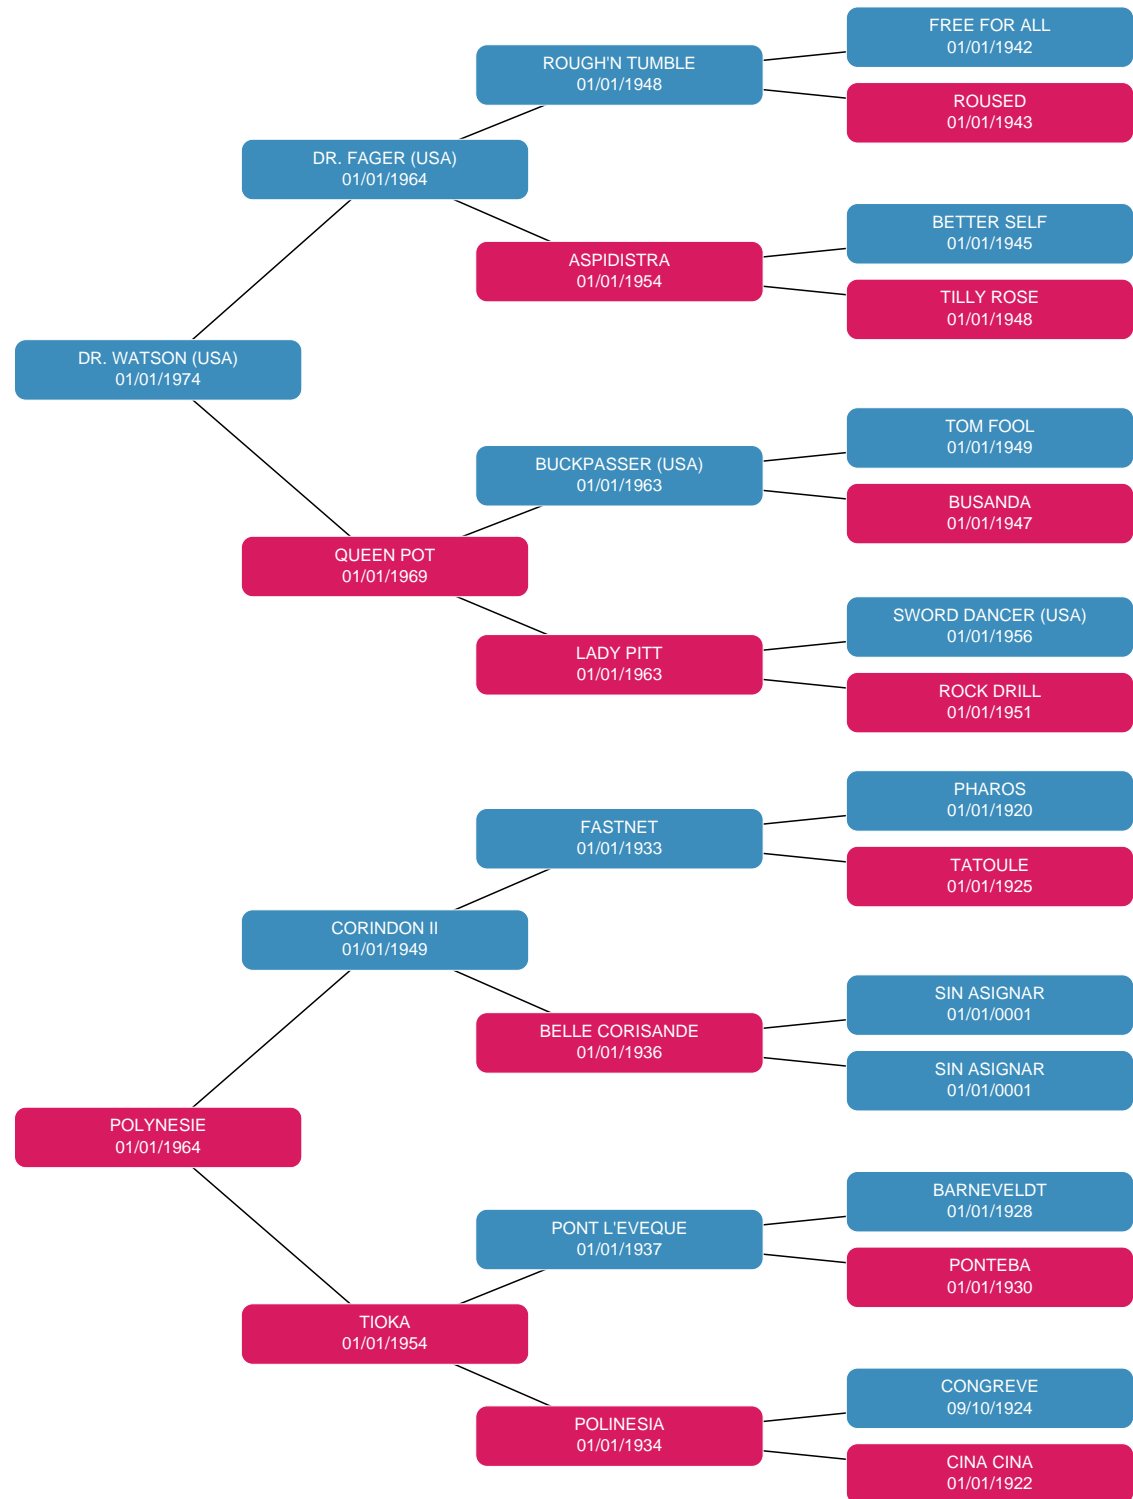 FREE FOR ALL
01/01/1942
ROUGH'N TUMBLE
01/01/1948
ROUSED
01/01/1943
DR. FAGER (USA)
01/01/1964
BETTER SELF
01/01/1945
ASPIDISTRA
01/01/1954
TILLY ROSE
01/01/1948
DR. WATSON (USA)
01/01/1974
TOM FOOL
01/01/1949
BUCKPASSER (USA)
01/01/1963
BUSANDA
01/01/1947
QUEEN POT
01/01/1969
SWORD DANCER (USA)
01/01/1956
LADY PITT
01/01/1963
ROCK DRILL
01/01/1951
PHAROS
01/01/1920
FASTNET
01/01/1933
TATOULE
01/01/1925
CORINDON II
01/01/1949
SIN ASIGNAR
01/01/0001
BELLE CORISANDE
01/01/1936
SIN ASIGNAR
01/01/0001
POLYNESIE
01/01/1964
BARNEVELDT
01/01/1928
PONT L'EVEQUE
01/01/1937
PONTEBA
01/01/1930
TIOKA
01/01/1954
CONGREVE
09/10/1924
POLINESIA
01/01/1934
CINA CINA
01/01/1922